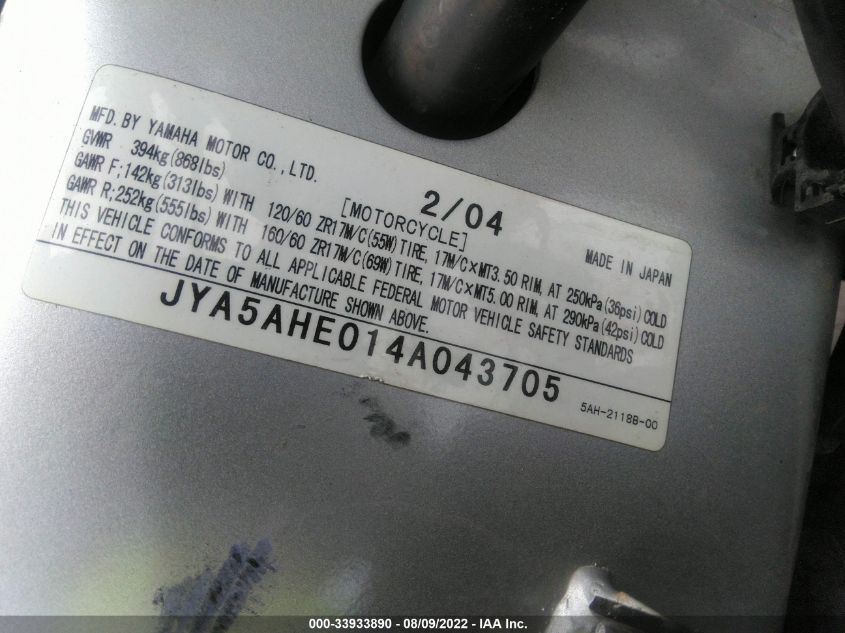 MFD. BY YAMAHA MOTOR CO., LTD.
2/04
MADE IN JAPAN
GVWR 394kg(868lbs)
[MOTORCYCLE]
GAWR F;142kg(313lbs) WITH 120/60 ZR17M/C(55W)TIRE, 17M/C×MT3.50 RIM, AT 250kPa(36psi)COLD
GAWR R;252kg(555lbs) WITH 160/60 ZR17M/C(69W)TIRE, 17M/C×MT5.00 RIM, AT 290kPa(42psi)COLD
THIS VEHICLE CONFORMS TO ALL APPLICABLE FEDERAL MOTOR VEHICLE SAFETY STANDARDS
IN EFFECT ON THE DATE OF MANUFACTURE SHOWN ABOVE.
JYA5AHE014A043705
5AH-2118B-00
000-33933890 - 08/09/2022 - IAA Inc.